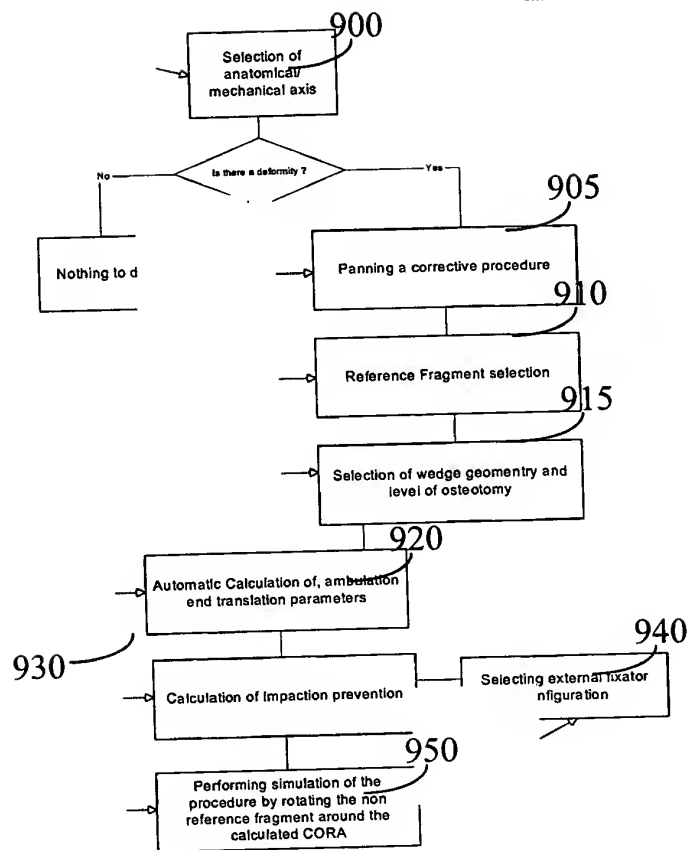 900
Selection of
anatomical/
mechanical axis
Is there a deformity ?
No
Yes
905
Nothing to d
Panning a corrective procedure
910
Reference Fragment selection
915
Selection of wedge geomentry and
level of osteotomy
920
Automatic Calculation of, ambulation
end translation parameters
930
940
Calculation of Impaction prevention
Selecting external fixator
nfiguration
950
Performing simulation of the
procedure by rotating the non
reference fragment around the
calculated CORA